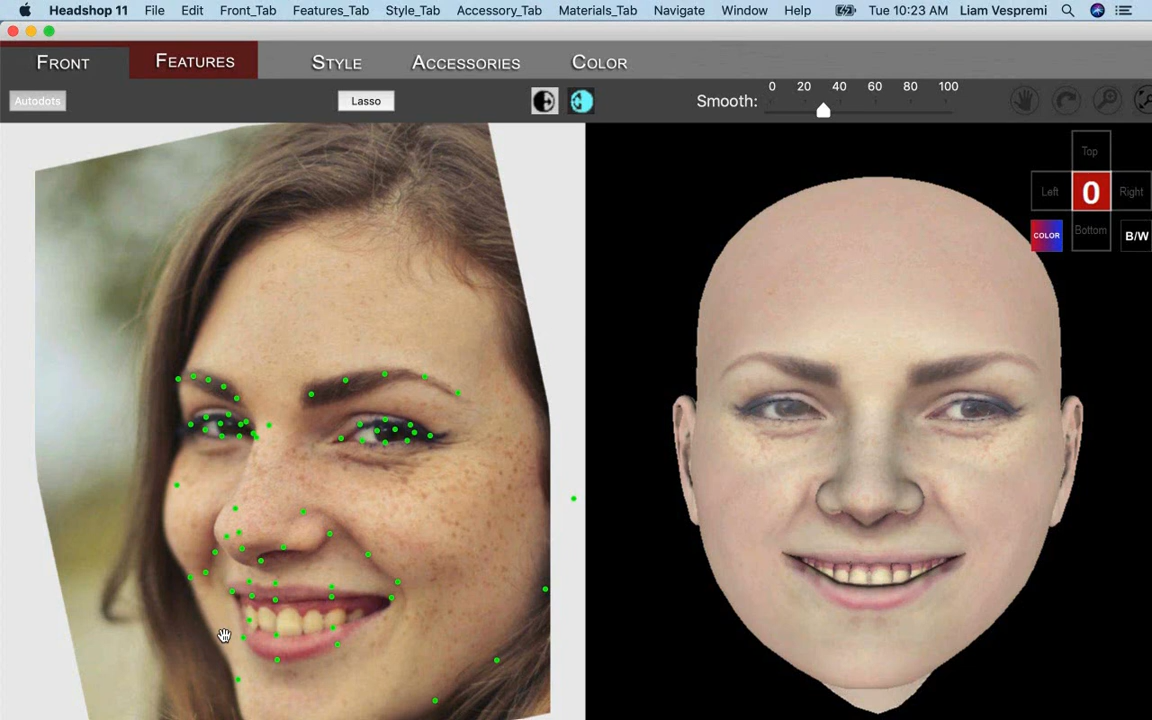 Headshop 11 File Edit Front_Tab Features_Tab Style_Tab Accessory_Tab Materials_Tab Navigate Window Help Tue 10:23 AM Liam Vespremi
FRONT FEATURES STYLE ACCESSORIES COLOR
0 20 40 60 80 100
Autodots Lasso Smooth:
Top
Left 0 Right
COLOR Bottom B/W